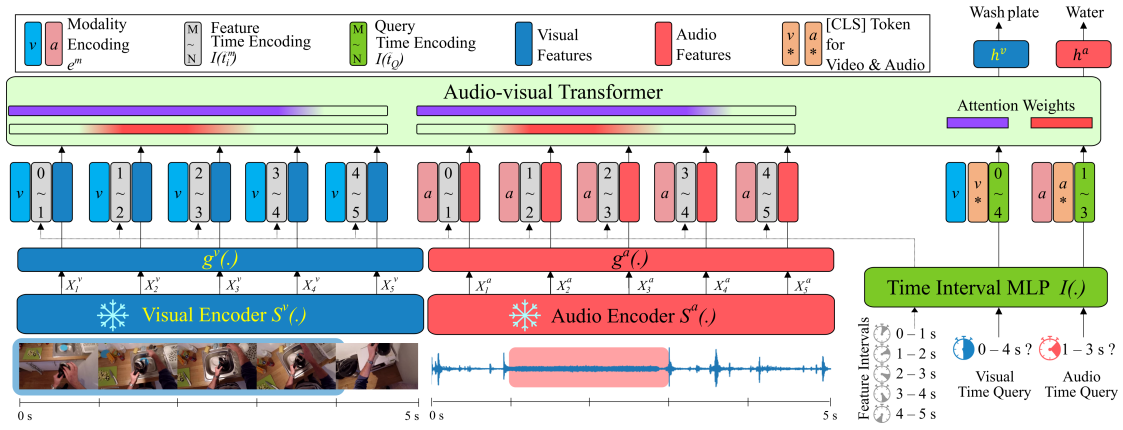 Modality
Encoding
e^m
v
a
Feature
Time Encoding
I(t_i^m)
Query
Time Encoding
I(t_Q)
M
~
N
M
~
N
Visual
Features
Audio
Features
v
*
a
*
[CLS] Token
for
Video & Audio
Wash plate
Water
h^v
h^a
Audio-visual Transformer
Attention Weights
v 0 ~ 1
v 1 ~ 2
v 2 ~ 3
v 3 ~ 4
v 4 ~ 5
a 0 ~ 1
a 1 ~ 2
a 2 ~ 3
a 3 ~ 4
a 4 ~ 5
v v * 0 ~ 4
a a * 1 ~ 3
g^v(.)
g^a(.)
X_1^v X_2^v X_3^v X_4^v X_5^v
X_1^a X_2^a X_3^a X_4^a X_5^a
Visual Encoder S^v(.)
Audio Encoder S^a(.)
Time Interval MLP I(.)
Feature Intervals
0 – 1 s
1 – 2 s
2 – 3 s
3 – 4 s
4 – 5 s
0 – 4 s ?
Visual
Time Query
1 – 3 s ?
Audio
Time Query
0 s
5 s
0 s
5 s